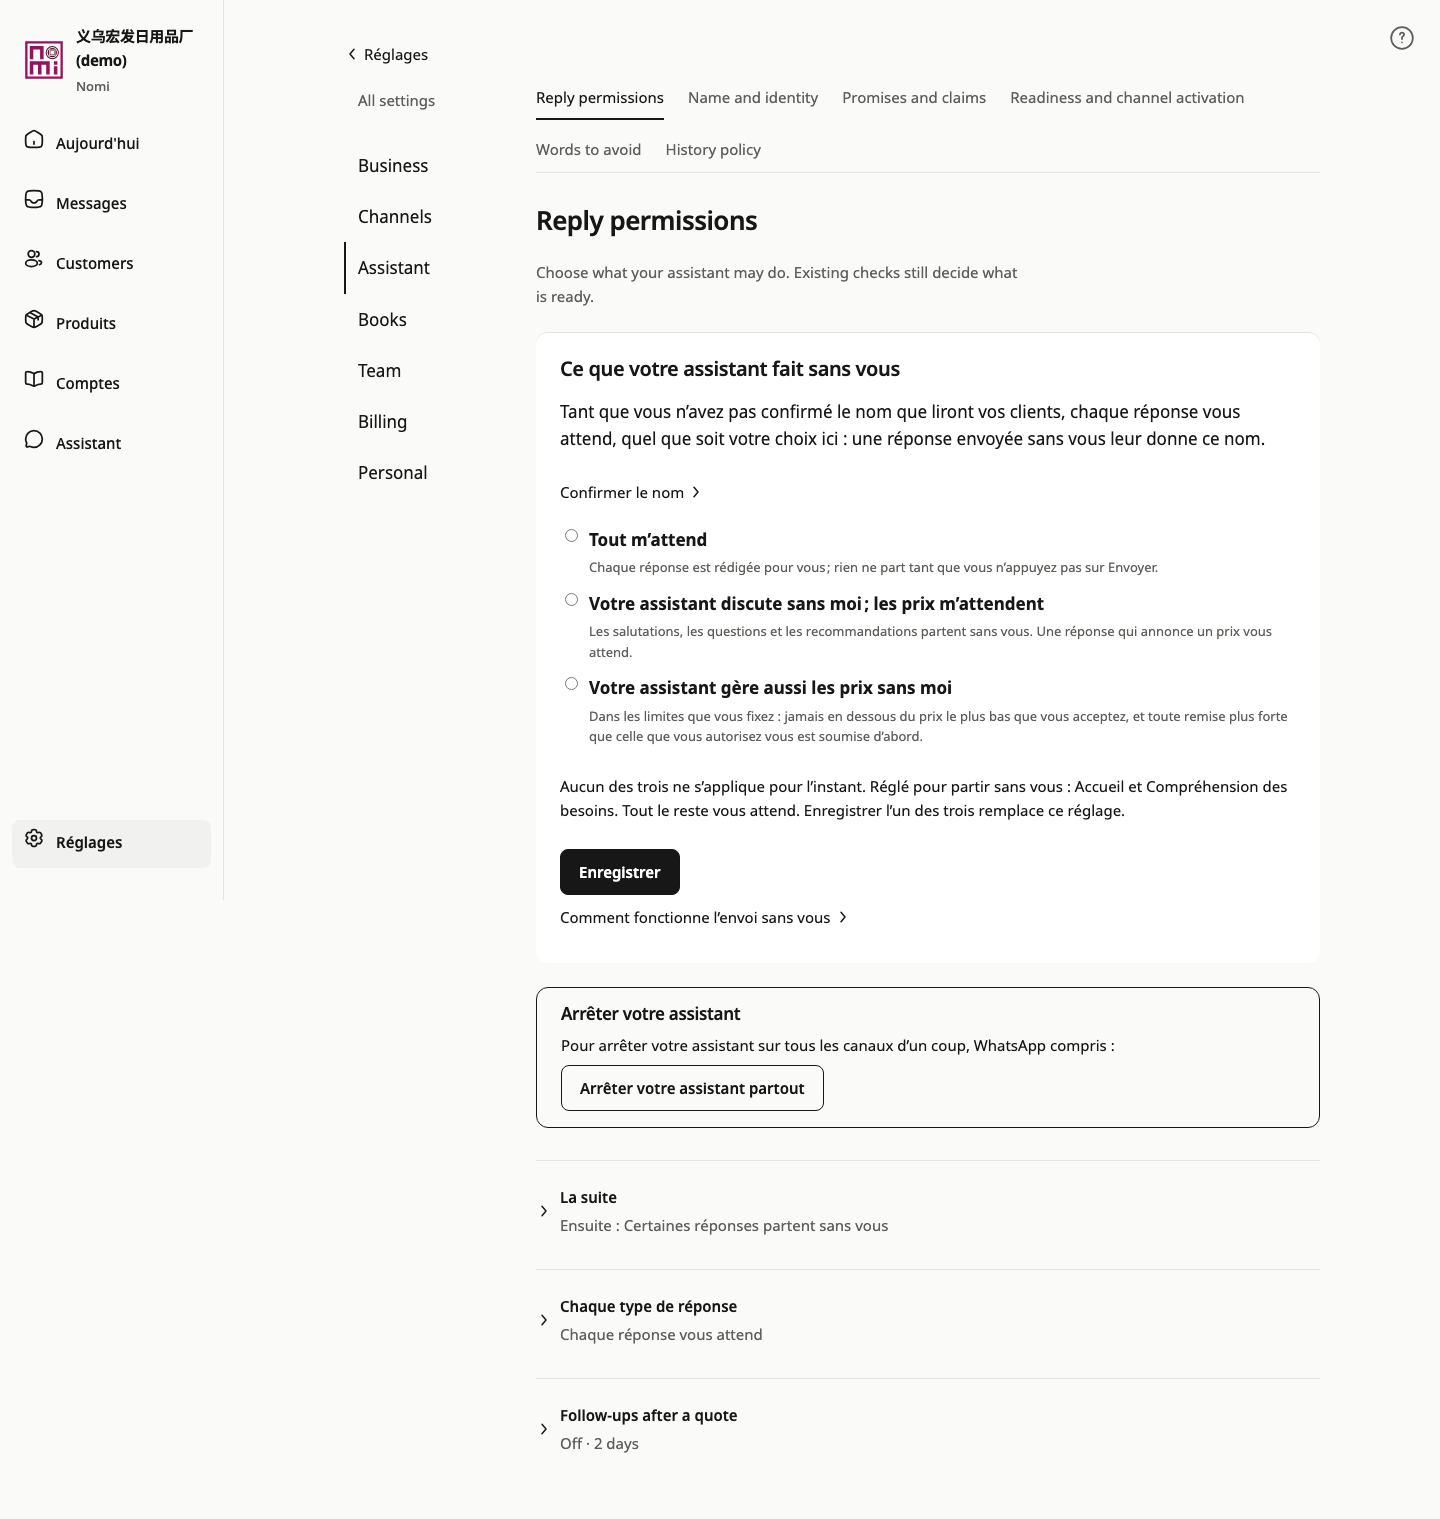 义乌宏发日用品厂
(demo)
Nomi
Aujourd'hui
Messages
Customers
Produits
Comptes
Assistant
Réglages
Réglages
All settings
Business
Channels
Assistant
Books
Team
Billing
Personal
Reply permissions
Name and identity
Promises and claims
Readiness and channel activation
Words to avoid
History policy
Reply permissions
Choose what your assistant may do. Existing checks still decide what
is ready.
Ce que votre assistant fait sans vous
Tant que vous n’avez pas confirmé le nom que liront vos clients, chaque réponse vous
attend, quel que soit votre choix ici : une réponse envoyée sans vous leur donne ce nom.
Confirmer le nom
Tout m’attend
Chaque réponse est rédigée pour vous ; rien ne part tant que vous n’appuyez pas sur Envoyer.
Votre assistant discute sans moi ; les prix m’attendent
Les salutations, les questions et les recommandations partent sans vous. Une réponse qui annonce un prix vous
attend.
Votre assistant gère aussi les prix sans moi
Dans les limites que vous fixez : jamais en dessous du prix le plus bas que vous acceptez, et toute remise plus forte
que celle que vous autorisez vous est soumise d’abord.
Aucun des trois ne s’applique pour l’instant. Réglé pour partir sans vous : Accueil et Compréhension des
besoins. Tout le reste vous attend. Enregistrer l’un des trois remplace ce réglage.
Enregistrer
Comment fonctionne l’envoi sans vous
Arrêter votre assistant
Pour arrêter votre assistant sur tous les canaux d’un coup, WhatsApp compris :
Arrêter votre assistant partout
La suite
Ensuite : Certaines réponses partent sans vous
Chaque type de réponse
Chaque réponse vous attend
Follow-ups after a quote
Off · 2 days